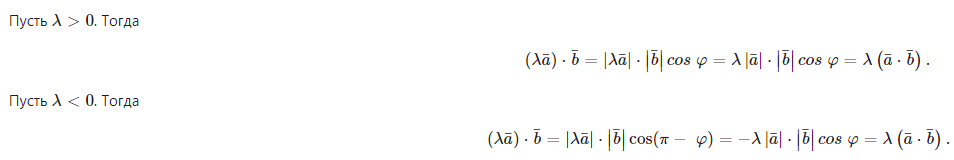 Пусть λ > 0. Тогда
(λā) · b̄ = |λā| · |b̄| cos φ = λ |ā| · |b̄| cos φ = λ (ā · b̄) .
Пусть λ < 0. Тогда
(λā) · b̄ = |λā| · |b̄| cos(π − φ) = −λ |ā| · |b̄| cos φ = λ (ā · b̄) .